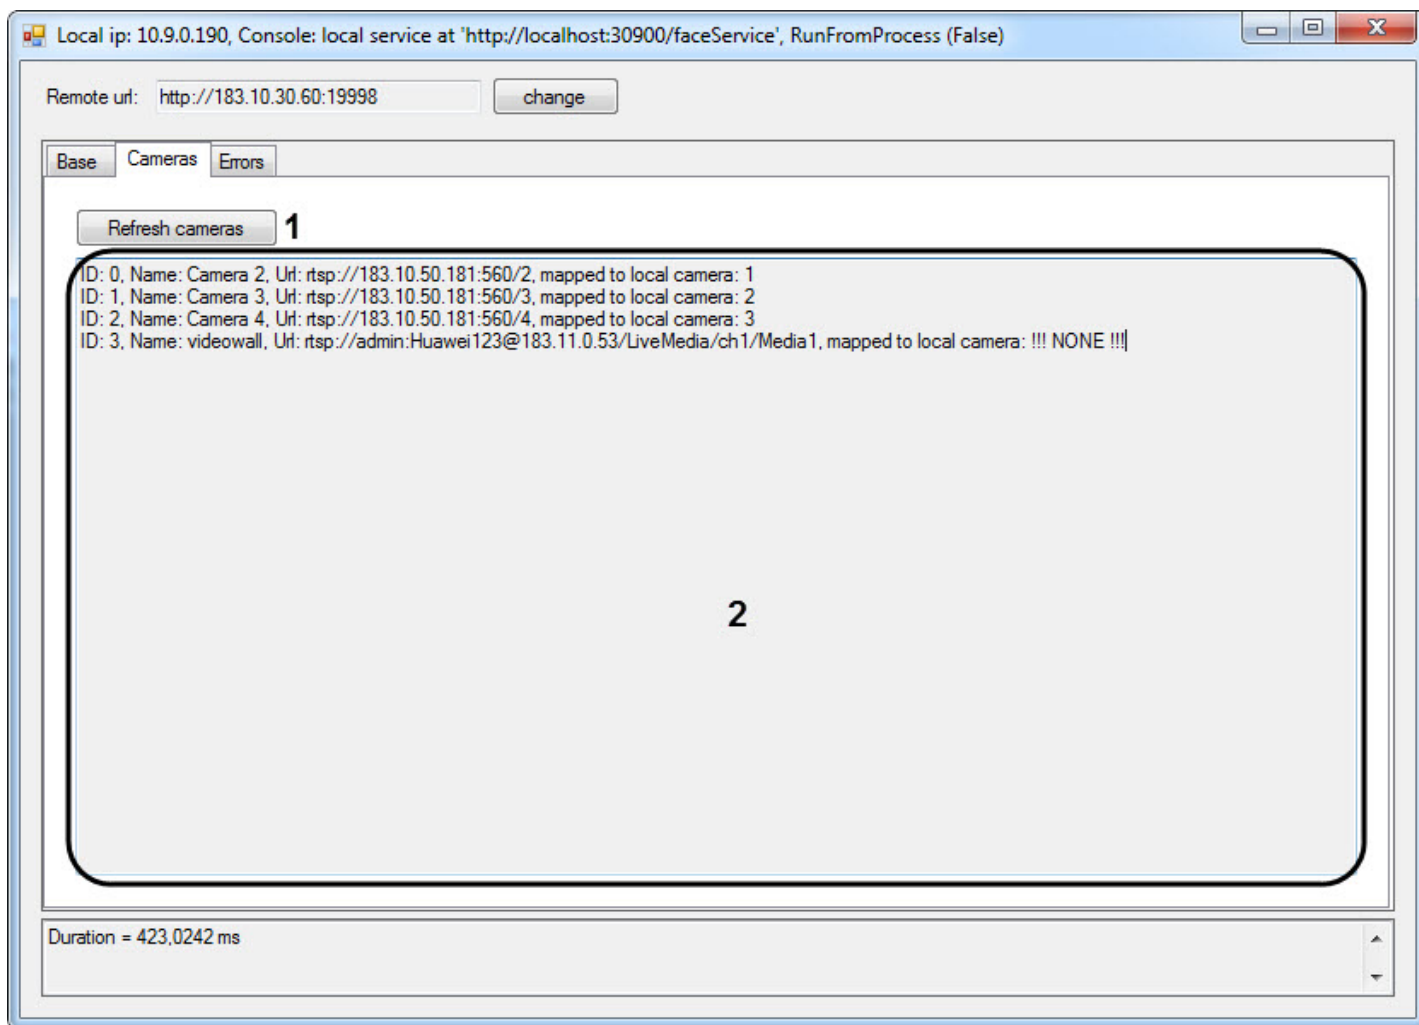 Local ip: 10.9.0.190, Console: local service at 'http://localhost:30900/faceService', RunFromProcess (False)
Remote url: http://183.10.30.60:19998 change
Base Cameras Errors
Refresh cameras 1
ID: 0, Name: Camera 2, Url: rtsp://183.10.50.181:560/2, mapped to local camera: 1
ID: 1, Name: Camera 3, Url: rtsp://183.10.50.181:560/3, mapped to local camera: 2
ID: 2, Name: Camera 4, Url: rtsp://183.10.50.181:560/4, mapped to local camera: 3
ID: 3, Name: videowall, Url: rtsp://admin:Huawei123@183.11.0.53/LiveMedia/ch1/Media1, mapped to local camera: !!! NONE !!!
2
Duration = 423,0242 ms